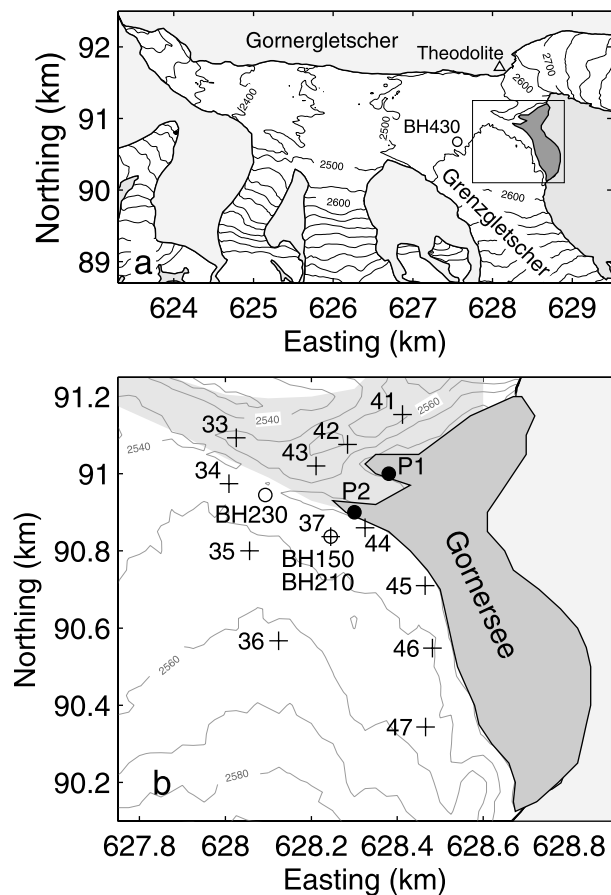 92
Gornergletscher
Theodolite
2700
2600
2400
2500
91
BH430
2500
90
2600
2600
Grenzgletscher
89
a
Northing (km)
624 625 626 627 628 629
Easting (km)
91.2
41
2560
2540
33
42
2540
43
91
34
P1
P2
BH230
37
44
90.8
35
BH150
BH210
45
Gornersee
90.6
36
46
2560
90.4
47
90.2
2580
b
Northing (km)
627.8 628 628.2 628.4 628.6 628.8
Easting (km)